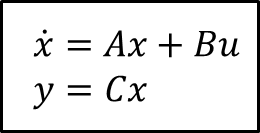 ẋ = Ax + Bu
y = Cx